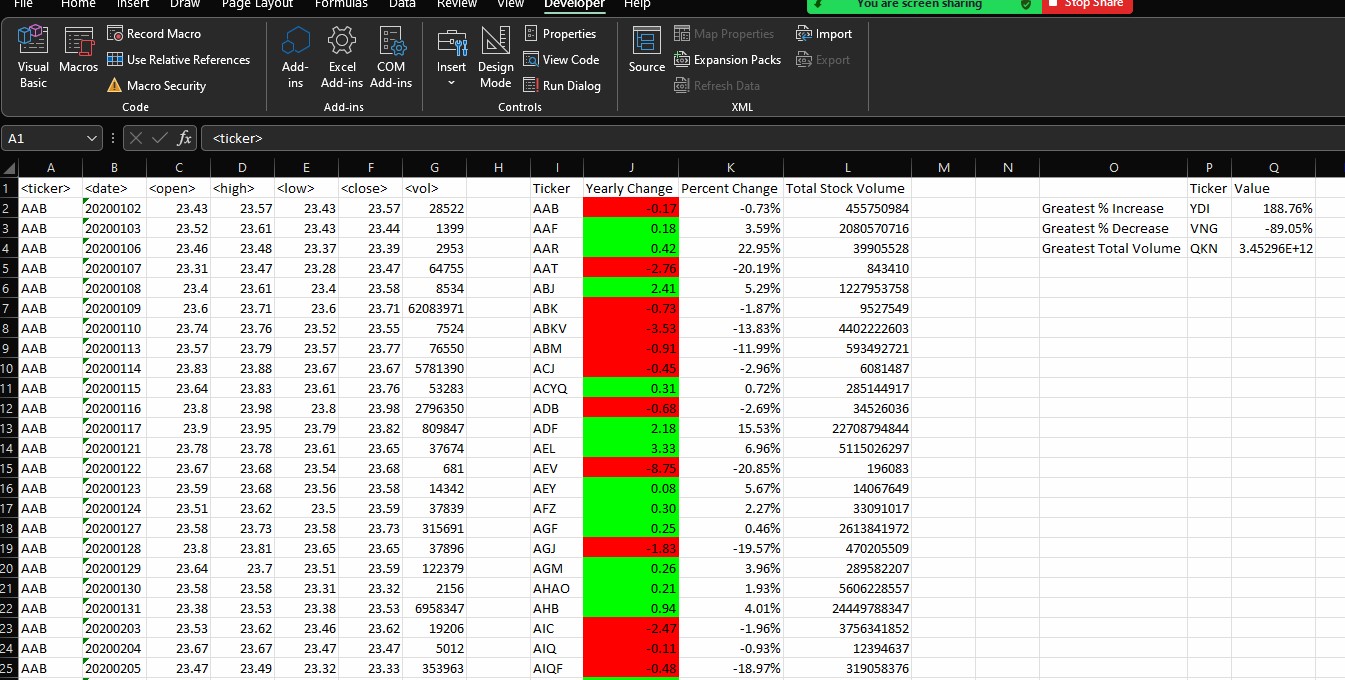 File Home Insert Draw Page Layout Formulas Data Review View Developer Help You are screen sharing Stop Share
Visual Basic Macros Record Macro Use Relative References Macro Security Code
Add-ins Excel Add-ins COM Add-ins Add-ins
Insert Design Mode Properties View Code Run Dialog Controls
Source Map Properties Expansion Packs Refresh Data Import Export XML
A1 fx <ticker>
A B C D E F G H I J K L M N O P Q
1 <ticker> <date> <open> <high> <low> <close> <vol> Ticker Yearly Change Percent Change Total Stock Volume Ticker Value
2 AAB 20200102 23.43 23.57 23.43 23.57 28522 AAB -0.17 -0.73% 455750984 Greatest % Increase YDI 188.76%
3 AAB 20200103 23.52 23.61 23.43 23.44 1399 AAF 0.18 3.59% 2080570716 Greatest % Decrease VNG -89.05%
4 AAB 20200106 23.46 23.48 23.37 23.39 2953 AAR 0.42 22.95% 39905528 Greatest Total Volume QKN 3.45296E+12
5 AAB 20200107 23.31 23.47 23.28 23.47 64755 AAT -2.76 -20.19% 843410
6 AAB 20200108 23.4 23.61 23.4 23.58 8534 ABJ 2.41 5.29% 1227953758
7 AAB 20200109 23.6 23.71 23.6 23.71 62083971 ABK -0.73 -1.87% 9527549
8 AAB 20200110 23.74 23.76 23.52 23.55 7524 ABKV -3.53 -13.83% 4402222603
9 AAB 20200113 23.57 23.79 23.57 23.77 76550 ABM -0.91 -11.99% 593492721
10 AAB 20200114 23.83 23.88 23.67 23.67 5781390 ACJ -0.45 -2.96% 6081487
11 AAB 20200115 23.64 23.83 23.61 23.76 53283 ACYQ 0.31 0.72% 285144917
12 AAB 20200116 23.8 23.98 23.8 23.98 2796350 ADB -0.68 -2.69% 34526036
13 AAB 20200117 23.9 23.95 23.79 23.82 809847 ADF 2.18 15.53% 22708794844
14 AAB 20200121 23.78 23.78 23.61 23.65 37674 AEL 3.33 6.96% 5115026297
15 AAB 20200122 23.67 23.68 23.54 23.68 681 AEV -8.75 -20.85% 196083
16 AAB 20200123 23.59 23.68 23.56 23.58 14342 AEY 0.08 5.67% 14067649
17 AAB 20200124 23.51 23.62 23.5 23.59 37839 AFZ 0.30 2.27% 33091017
18 AAB 20200127 23.58 23.73 23.58 23.73 315691 AGF 0.25 0.46% 2613841972
19 AAB 20200128 23.8 23.81 23.65 23.65 37896 AGJ -1.83 -19.57% 470205509
20 AAB 20200129 23.64 23.7 23.51 23.59 122379 AGM 0.26 3.96% 289582207
21 AAB 20200130 23.58 23.58 23.31 23.32 2156 AHAO 0.21 1.93% 5606228557
22 AAB 20200131 23.38 23.53 23.38 23.53 6958347 AHB 0.94 4.01% 24449788347
23 AAB 20200203 23.53 23.62 23.46 23.62 19206 AIC -2.47 -1.96% 3756341852
24 AAB 20200204 23.67 23.67 23.47 23.47 5012 AIQ -0.11 -0.93% 12394637
25 AAB 20200205 23.47 23.49 23.32 23.33 353963 AIQF -0.48 -18.97% 319058376